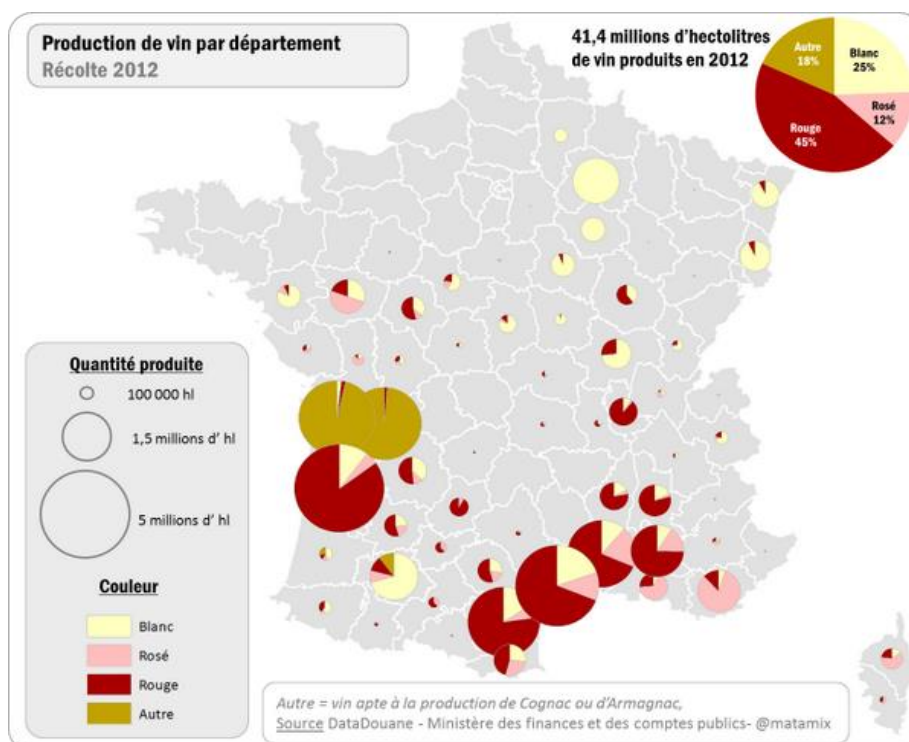 Production de vin par département
Récolte 2012
41,4 millions d'hectolitres
de vin produits en 2012
Autre
18%
Blanc
25%
Rosé
12%
Rouge
45%
Quantité produite
100 000 hl
1,5 millions d' hl
5 millions d' hl
Couleur
Blanc
Rosé
Rouge
Autre
Autre = vin apte à la production de Cognac ou d'Armagnac,
Source DataDouane - Ministère des finances et des comptes publics- @matamix